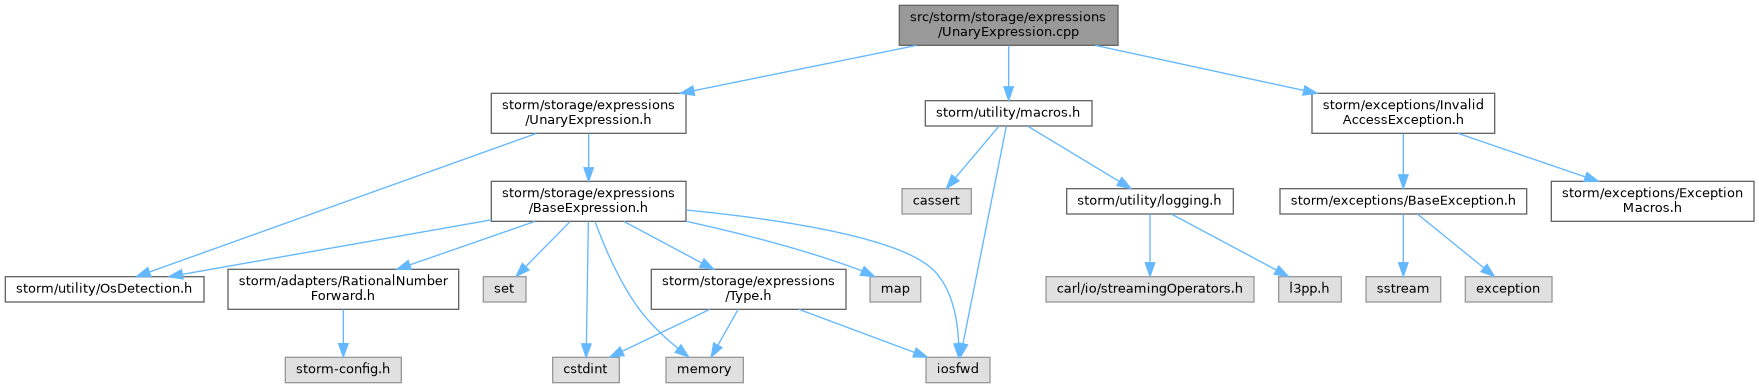 src/storm/storage/expressions
/UnaryExpression.cpp
storm/storage/expressions
/UnaryExpression.h
storm/utility/macros.h
storm/exceptions/Invalid
AccessException.h
storm/storage/expressions
/BaseExpression.h
cassert
storm/utility/logging.h
storm/exceptions/BaseException.h
storm/exceptions/Exception
Macros.h
storm/utility/OsDetection.h
storm/adapters/RationalNumber
Forward.h
set
storm/storage/expressions
/Type.h
map
carl/io/streamingOperators.h
l3pp.h
sstream
exception
storm-config.h
cstdint
memory
iosfwd